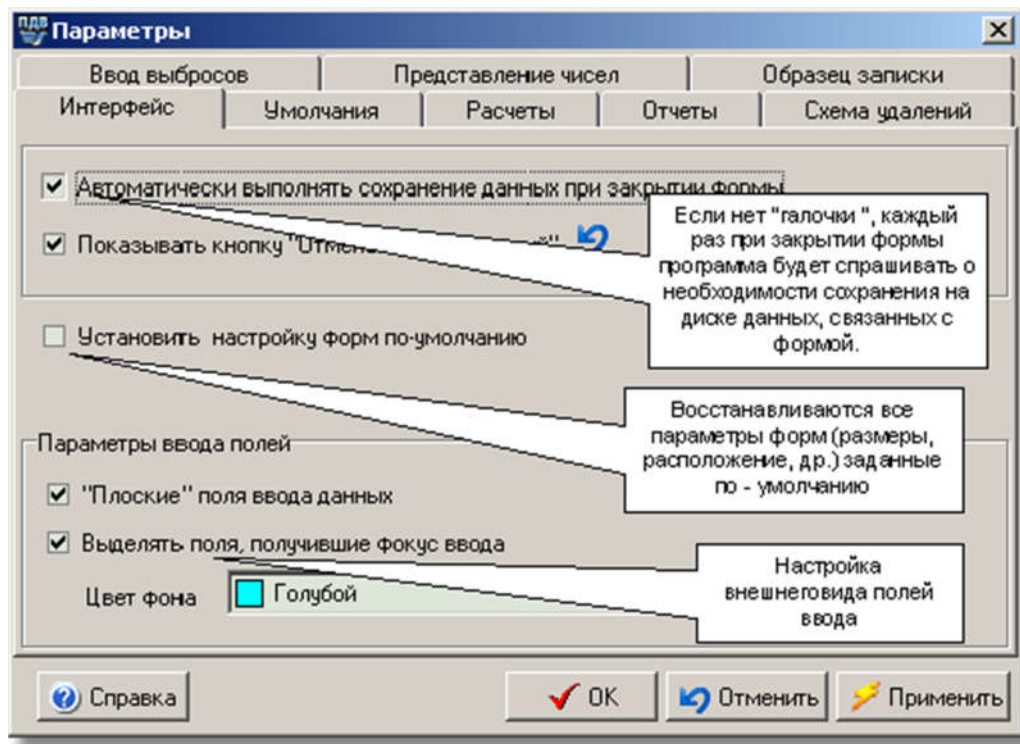 ПДВ Параметры
Ввод выбросов Представление чисел Образец записки
Интерфейс Умолчания Расчеты Отчеты Схема удалений
Автоматически выполнять сохранение данных при закрытии формы
Показывать кнопку
Если нет "галочки ", каждый
раз при закрытии формы
программа будет спрашивать о
необходимости сохранения на
диске данных, связанных с
формой.
Установить настройку форм по-умолчанию
Восстанавливаются все
параметры форм (размеры,
расположение, др.) заданные
по - умолчанию
Параметры ввода полей
"Плоские" поля ввода данных
Выделять поля, получившие фокус ввода
Цвет фона Голубой
Настройка
внешнеговида полей
ввода
Справка OK Отменить Применить